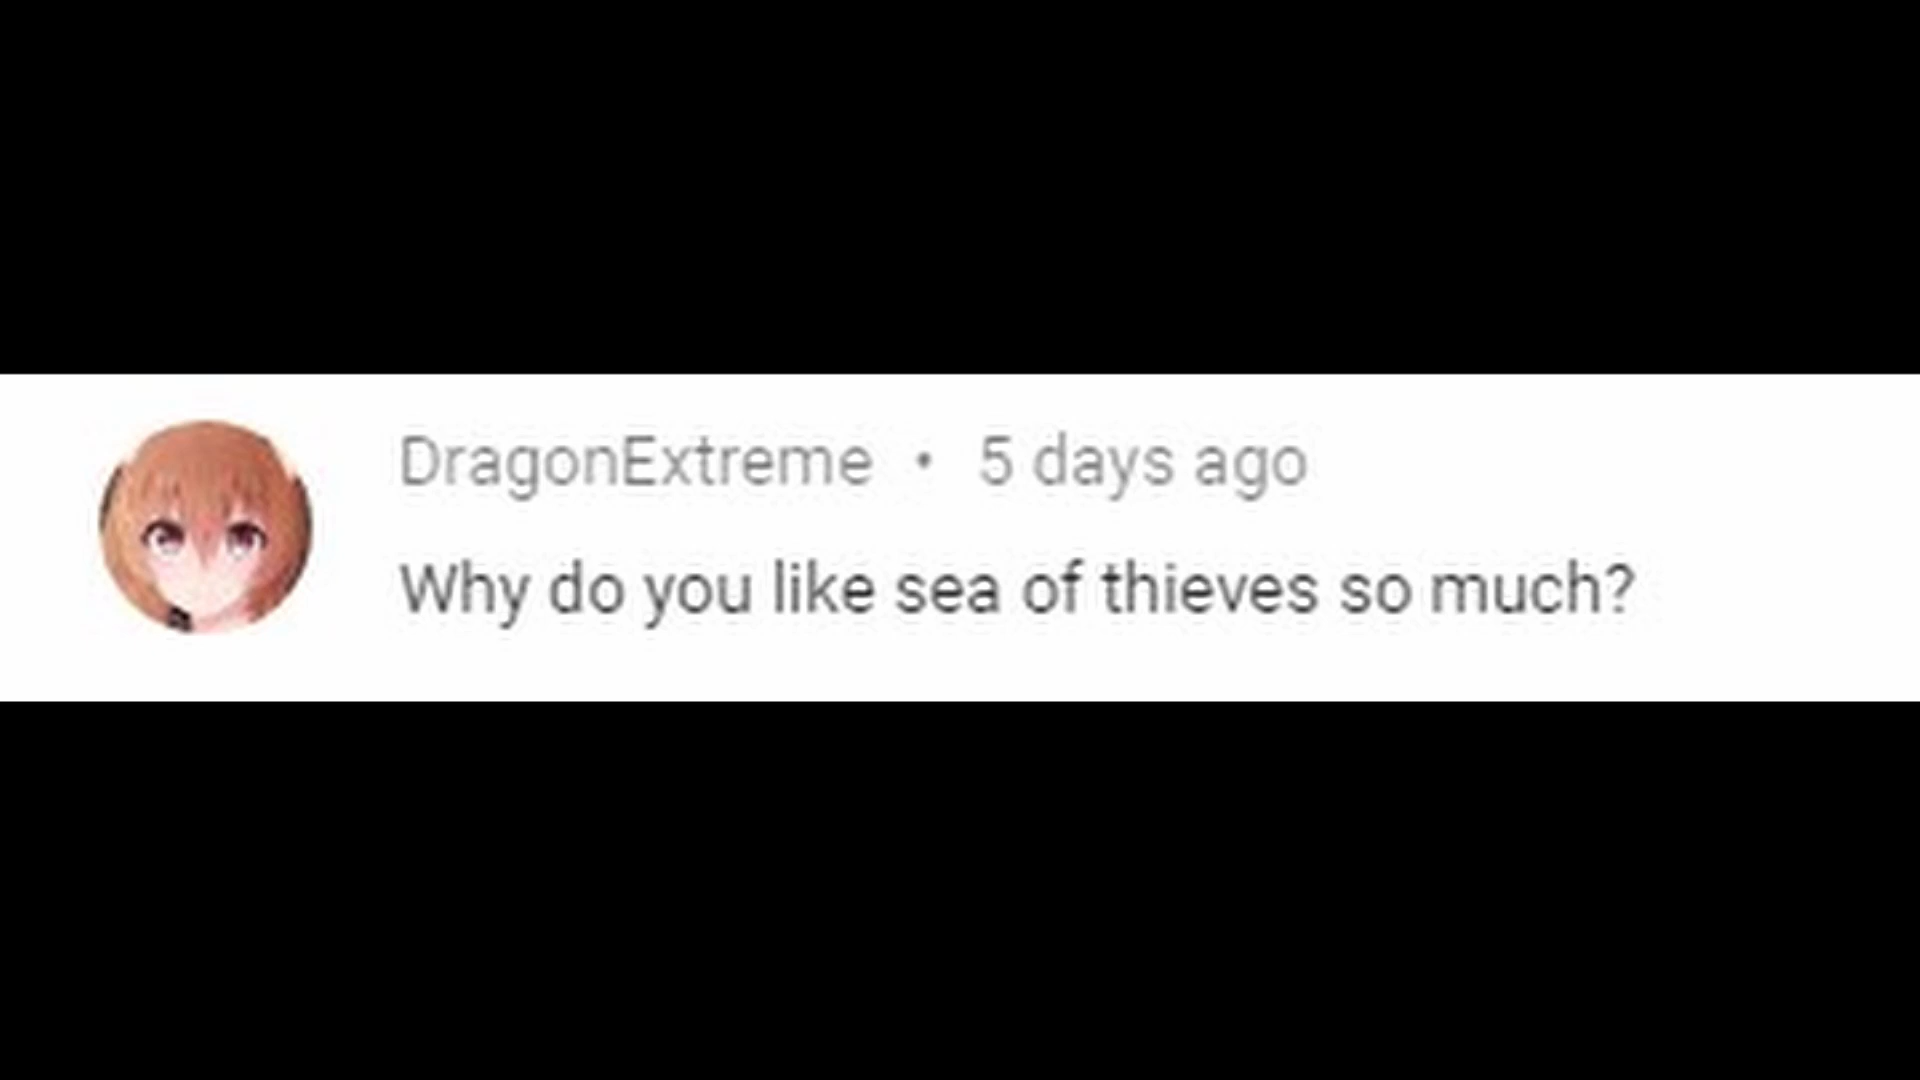 DragonExtreme • 5 days ago
Why do you like sea of thieves so much?